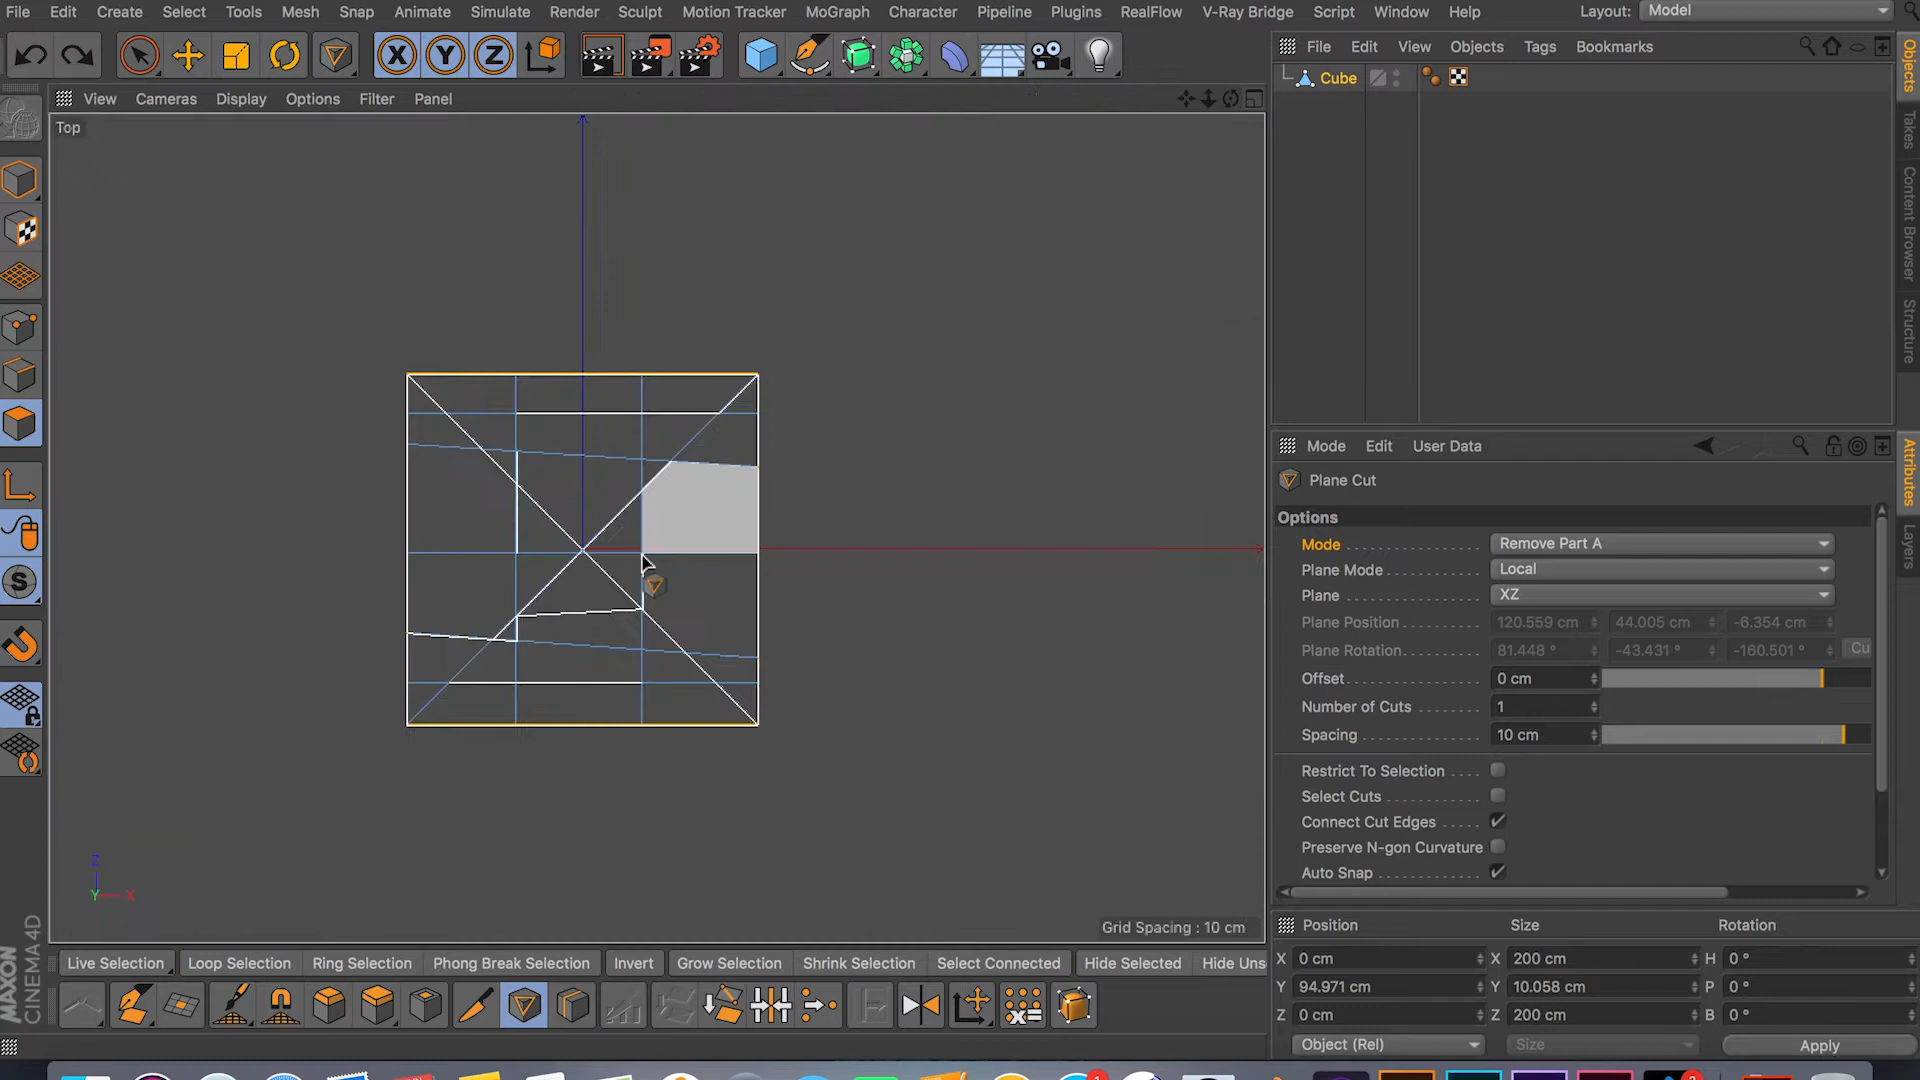 File Edit Create Select Tools Mesh Snap Animate Simulate Render Sculpt Motion Tracker MoGraph Character Pipeline Plugins RealFlow V-Ray Bridge Script Window Help Layout: Model
X Y Z
File Edit View Objects Tags Bookmarks
Cube
View Cameras Display Options Filter Panel
Top
Objects
Takes
Content Browser
Structure
Mode Edit User Data
Plane Cut
Options
Mode Remove Part A
Plane Mode Local
Plane XZ
Plane Position 120.559 cm 44.005 cm -6.354 cm
Plane Rotation 81.448 ° -43.431 ° -160.501 ° Cu
Offset 0 cm
Number of Cuts 1
Spacing 10 cm
Restrict To Selection
Select Cuts
Connect Cut Edges
Preserve N-gon Curvature
Auto Snap
Attributes
Layers
Z
Y X
Grid Spacing : 10 cm
Position Size Rotation
X 0 cm X 200 cm H 0 °
Y 94.971 cm Y 10.058 cm P 0 °
Z 0 cm Z 200 cm B 0 °
Object (Rel) Size Apply
Live Selection Loop Selection Ring Selection Phong Break Selection Invert Grow Selection Shrink Selection Select Connected Hide Selected Hide Uns
MAXON
CINEMA4D